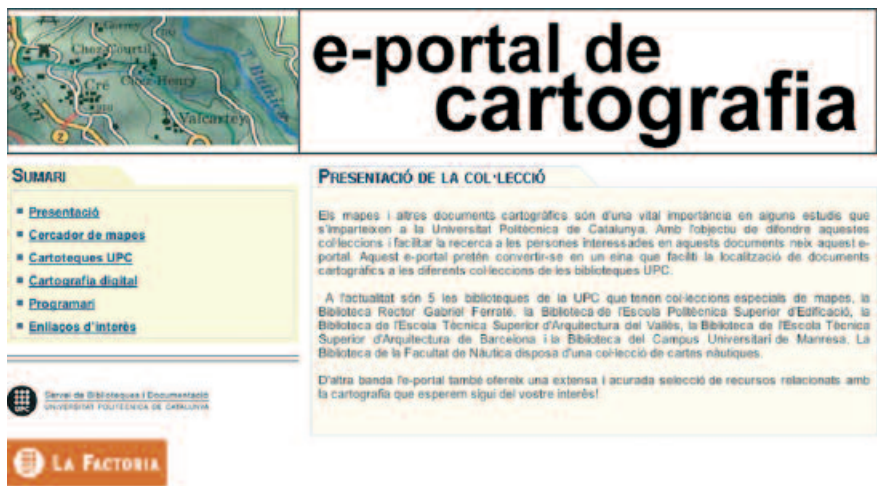 Gerrey
Chez Courtil
Cré
Chez Henry
Valcartey
2
e-portal de
cartografia
SUMARI
Presentació
Cercador de mapes
Cartoteques UPC
Cartografia digital
Programari
Enllaços d'interès
UPC
Servei de Biblioteques i Documentació
UNIVERSITAT POLITÈCNICA DE CATALUNYA
LA FACTORIA
PRESENTACIÓ DE LA COL·LECCIÓ
Els mapes i altres documents cartogràfics són d'una vital importància en alguns estudis que
s'imparteixen a la Universitat Politècnica de Catalunya. Amb l'objectiu de difondre aquestes
col·leccions i facilitar la recerca a les persones interessades en aquests documents neix aquest e-
portal. Aquest e-portal pretén convertir-se en un eina que faciliti la localització de documents
cartogràfics a les diferents col·leccions de les biblioteques UPC.
A l'actualitat són 5 les biblioteques de la UPC que tenen col·leccions especials de mapes, la
Biblioteca Rector Gabriel Ferraté, la Biblioteca de l'Escola Politècnica Superior d'Edificació, la
Biblioteca de l'Escola Tècnica Superior d'Arquitectura del Vallès, la Biblioteca de l'Escola Tècnica
Superior d'Arquitectura de Barcelona i la Biblioteca del Campus Universitari de Manresa. La
Biblioteca de la Facultat de Nàutica disposa d'una col·lecció de cartes nàutiques.
D'altra banda l'e-portal també ofereix una extensa i acurada selecció de recursos relacionats amb
la cartografia que esperem sigui del vostre interès!